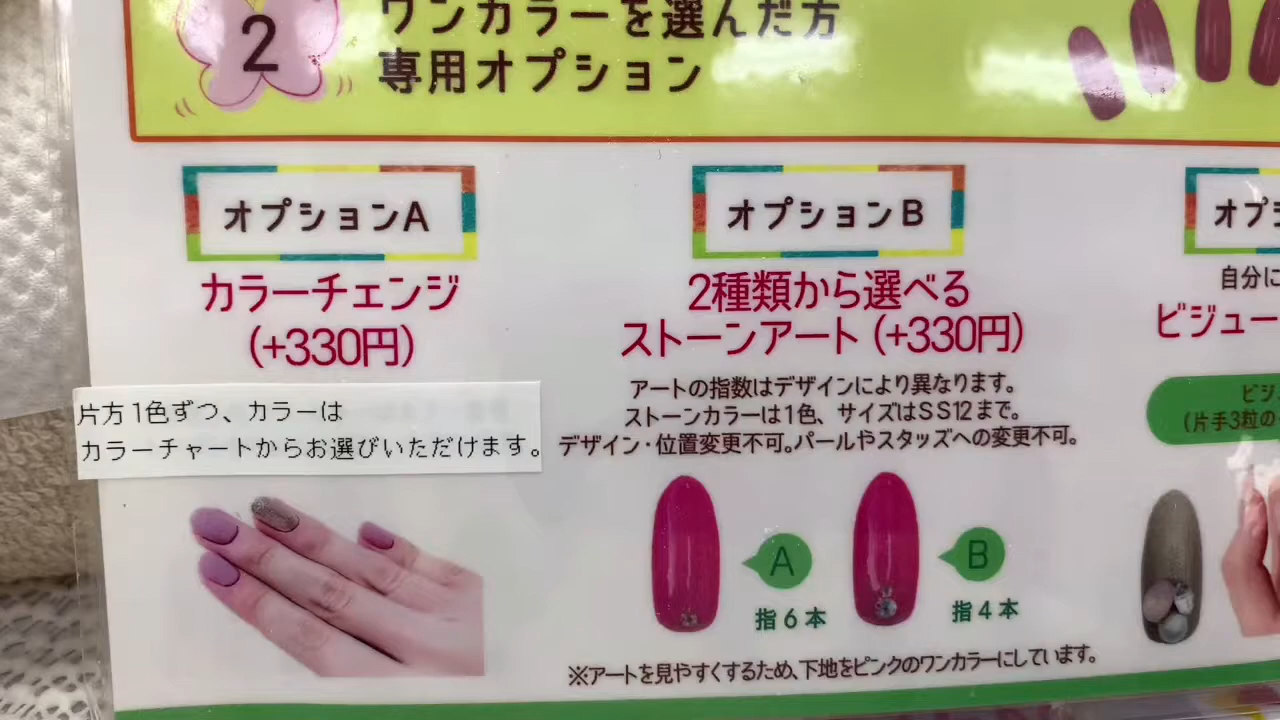 2
ワンカラーを選んだ方
専用オプション
オプションA
カラーチェンジ
(+330円)
片方1色ずつ、カラーは
カラーチャートからお選びいただけます。
オプションB
2種類から選べる
ストーンアート(+330円)
アートの指数はデザインにより異なります。
ストーンカラーは1色、サイズはSS12まで。
デザイン・位置変更不可。パールやスタッズへの変更不可。
A
指6本
B
指4本
※アートを見やすくするため、下地をピンクのワンカラーにしています。
オプ
自分に
ビジュー
ビジ
(片手3粒の